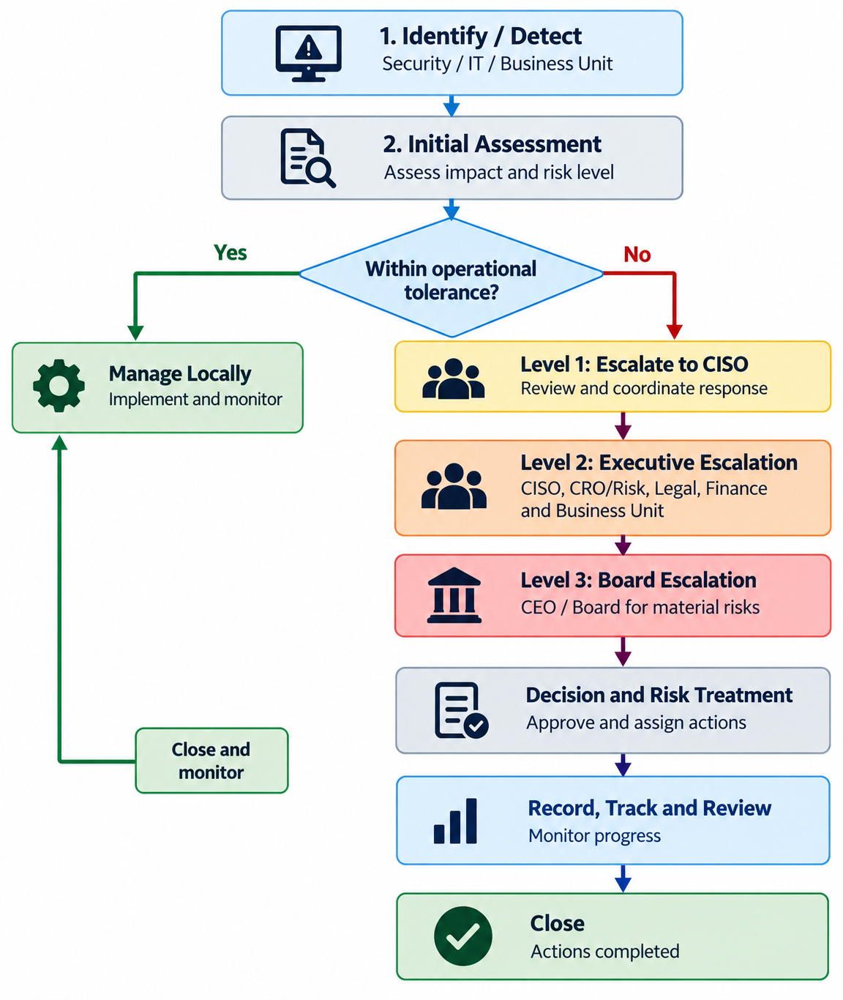 1. Identify / Detect
Security / IT / Business Unit
2. Initial Assessment
Assess impact and risk level
Within operational
tolerance?
Yes
No
Manage Locally
Implement and monitor
Level 1: Escalate to CISO
Review and coordinate response
Level 2: Executive Escalation
CISO, CRO/Risk, Legal, Finance
and Business Unit
Level 3: Board Escalation
CEO / Board for material risks
Decision and Risk Treatment
Approve and assign actions
Close and
monitor
Record, Track and Review
Monitor progress
Close
Actions completed